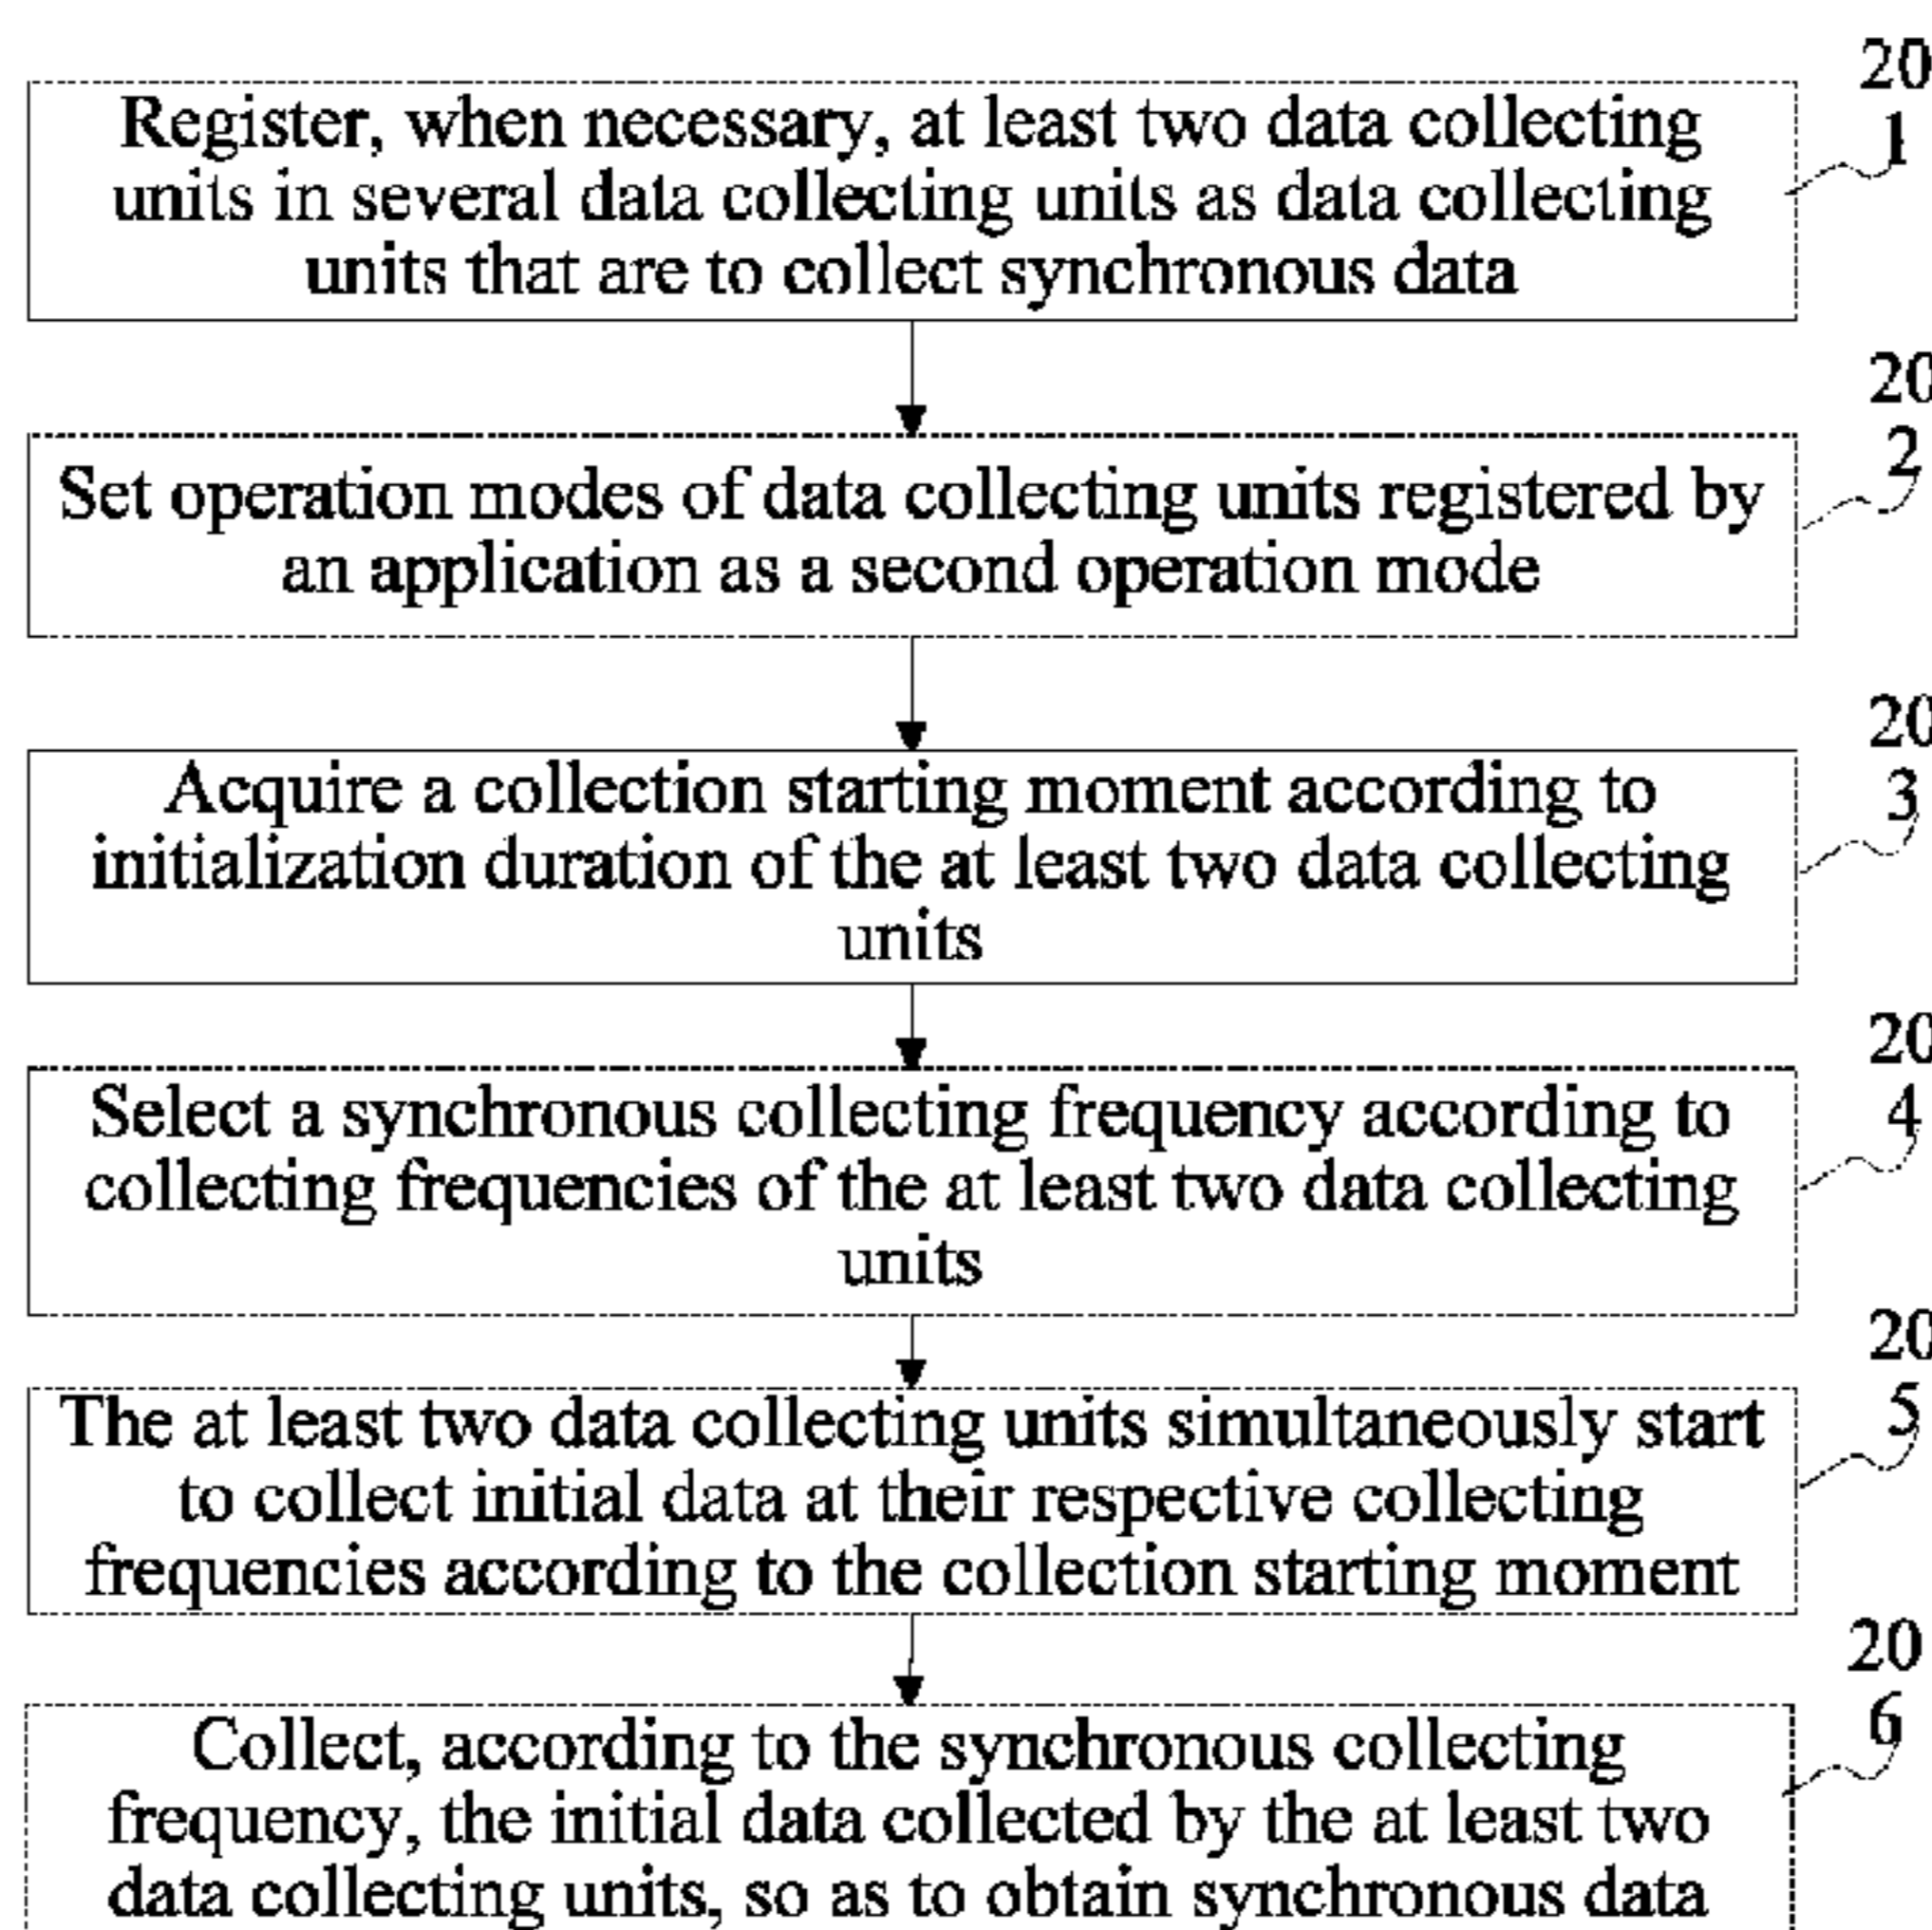 20
1
Register, when necessary, at least two data collecting
units in several data collecting units as data collecting
units that are to collect synchronous data
20
2
Set operation modes of data collecting units registered by
an application as a second operation mode
20
3
Acquire a collection starting moment according to
initialization duration of the at least two data collecting
units
20
4
Select a synchronous collecting frequency according to
collecting frequencies of the at least two data collecting
units
20
5
The at least two data collecting units simultaneously start
to collect initial data at their respective collecting
frequencies according to the collection starting moment
20
6
Collect, according to the synchronous collecting
frequency, the initial data collected by the at least two
data collecting units, so as to obtain synchronous data